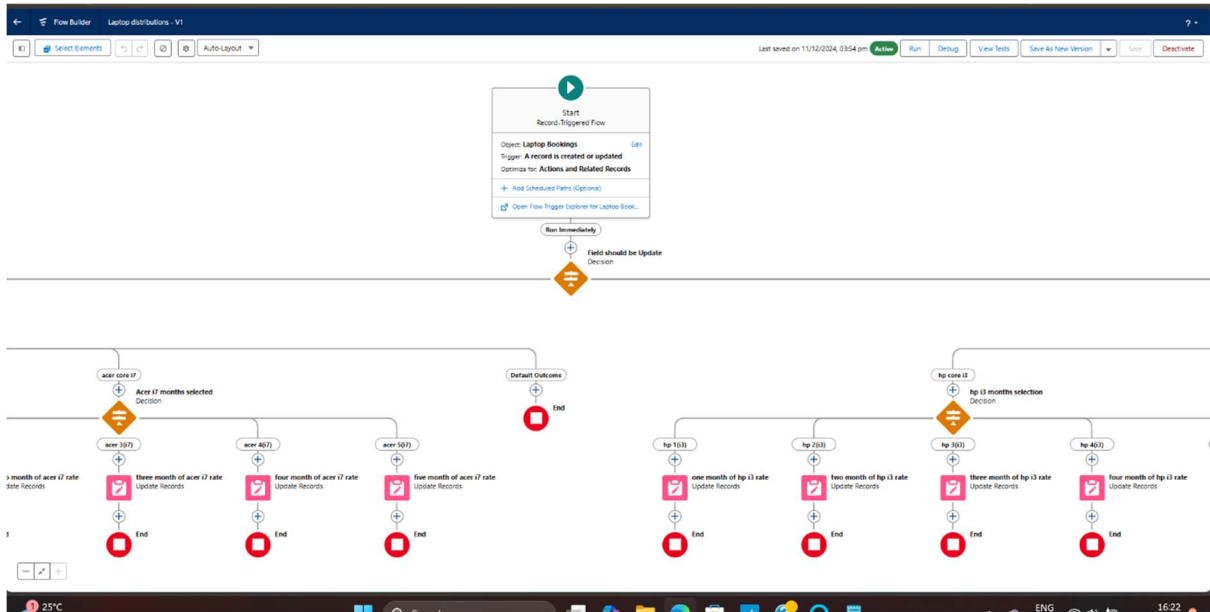 Flow Builder Laptop distributions - V1 ?
Select Elements Auto-Layout Last saved on 11/12/2024, 03:54 pm Active Run Debug View Tests Save As New Version Save Deactivate
Start
Record-Triggered Flow
Object: Laptop Bookings Edit
Trigger: A record is created or updated
Optimize for: Actions and Related Records
+ Add Scheduled Paths (Optional)
Open Flow Trigger Explorer for Laptop Book...
Run Immediately
Field should be Update
Decision
acer core i7 Default Outcome hp core i3
Acer i7 months selected
Decision
End
hp i3 months selection
Decision
acer 3(i7) acer 4(i7) acer 5(i7) hp 1(i3) hp 2(i3) hp 3(i3) hp 4(i3)
month of acer i7 rate three month of acer i7 rate four month of acer i7 rate five month of acer i7 rate one month of hp i3 rate two month of hp i3 rate three month of hp i3 rate four month of hp i3 rate
date Records Update Records Update Records Update Records Update Records Update Records Update Records Update Records
End End End End End End End
1 25°C ENG 16:22